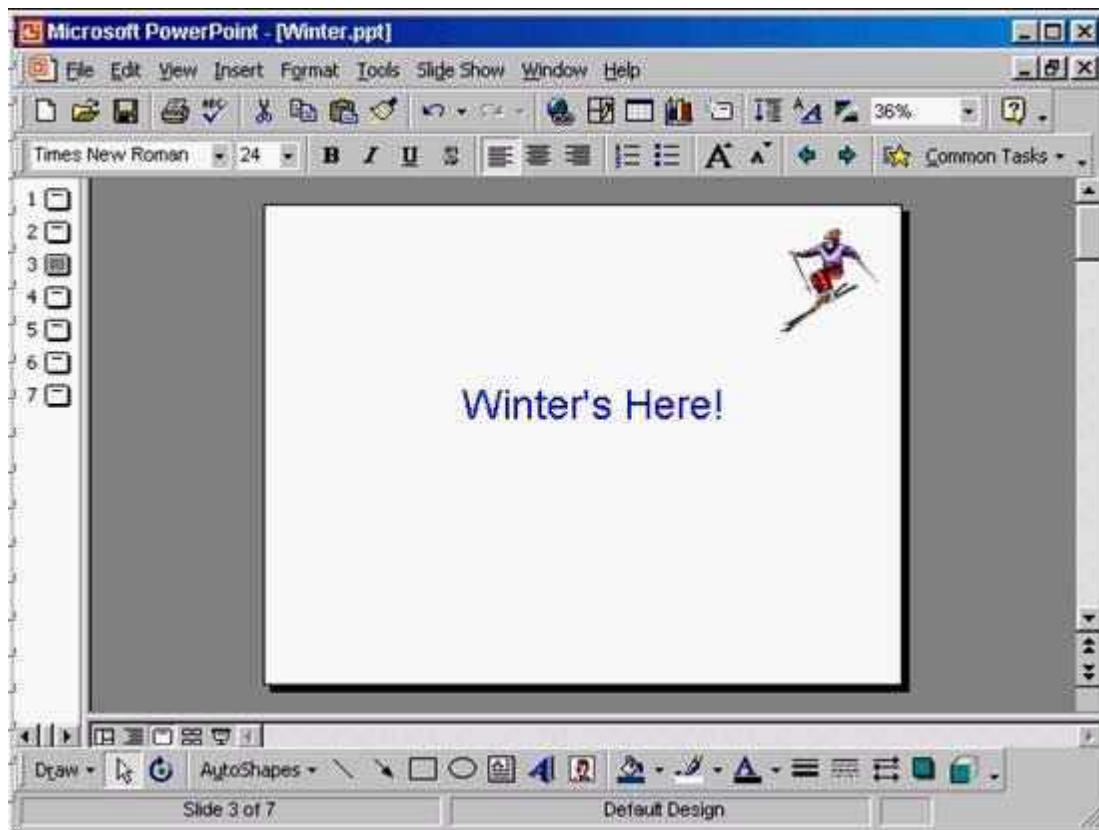 Microsoft PowerPoint - [Winter.ppt]
File Edit View Insert Format Tools Slide Show Window Help
36%
Times New Roman 24 B I U S Common Tasks
1
2
3
4
5
6
7
Winter's Here!
Draw AutoShapes
Slide 3 of 7 Default Design